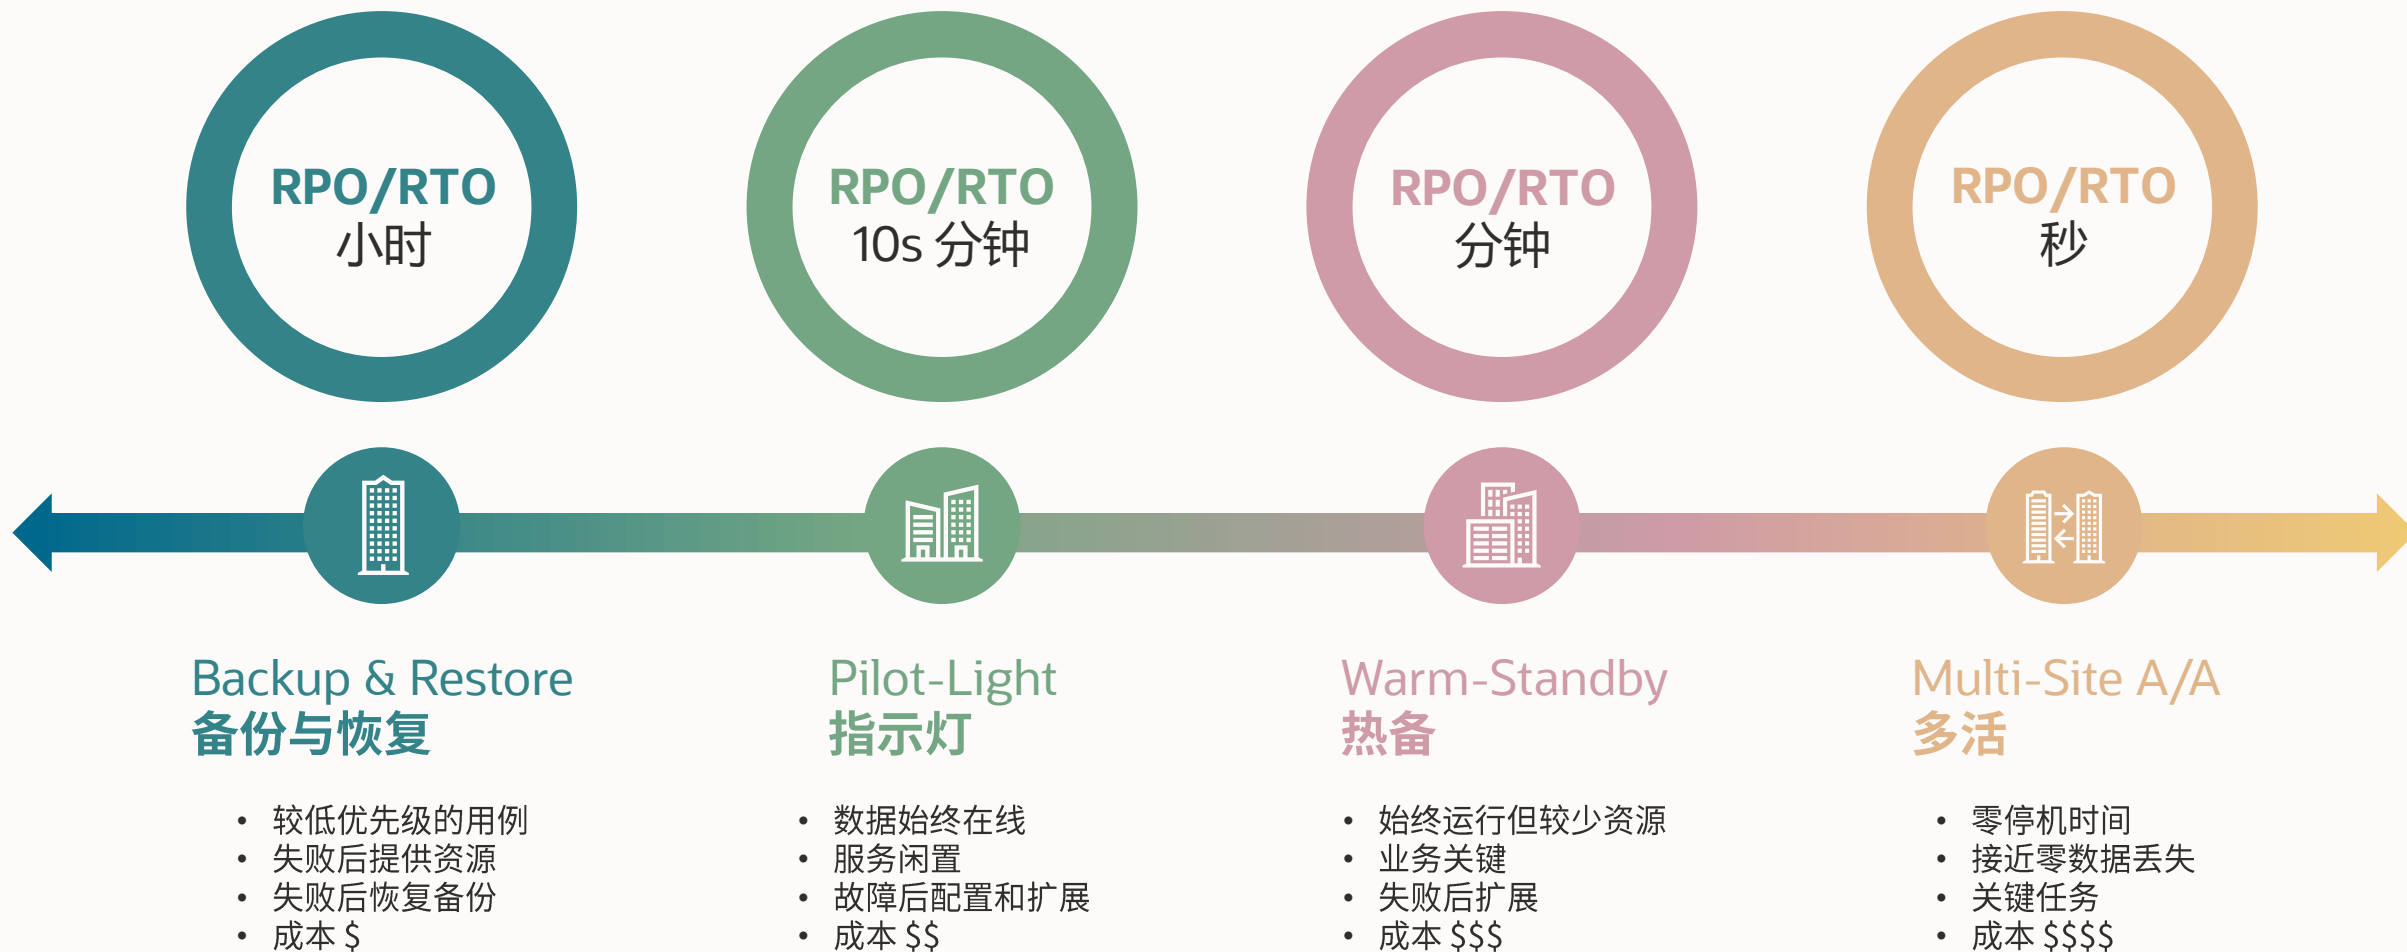 RPO/RTO
小时
RPO/RTO
10s 分钟
RPO/RTO
分钟
RPO/RTO
秒
Backup & Restore
备份与恢复
• 较低优先级的用例
• 失败后提供资源
• 失败后恢复备份
• 成本 $
Pilot-Light
指示灯
• 数据始终在线
• 服务闲置
• 故障后配置和扩展
• 成本 $$
Warm-Standby
热备
• 始终运行但较少资源
• 业务关键
• 失败后扩展
• 成本 $$$
Multi-Site A/A
多活
• 零停机时间
• 接近零数据丢失
• 关键任务
• 成本 $$$$